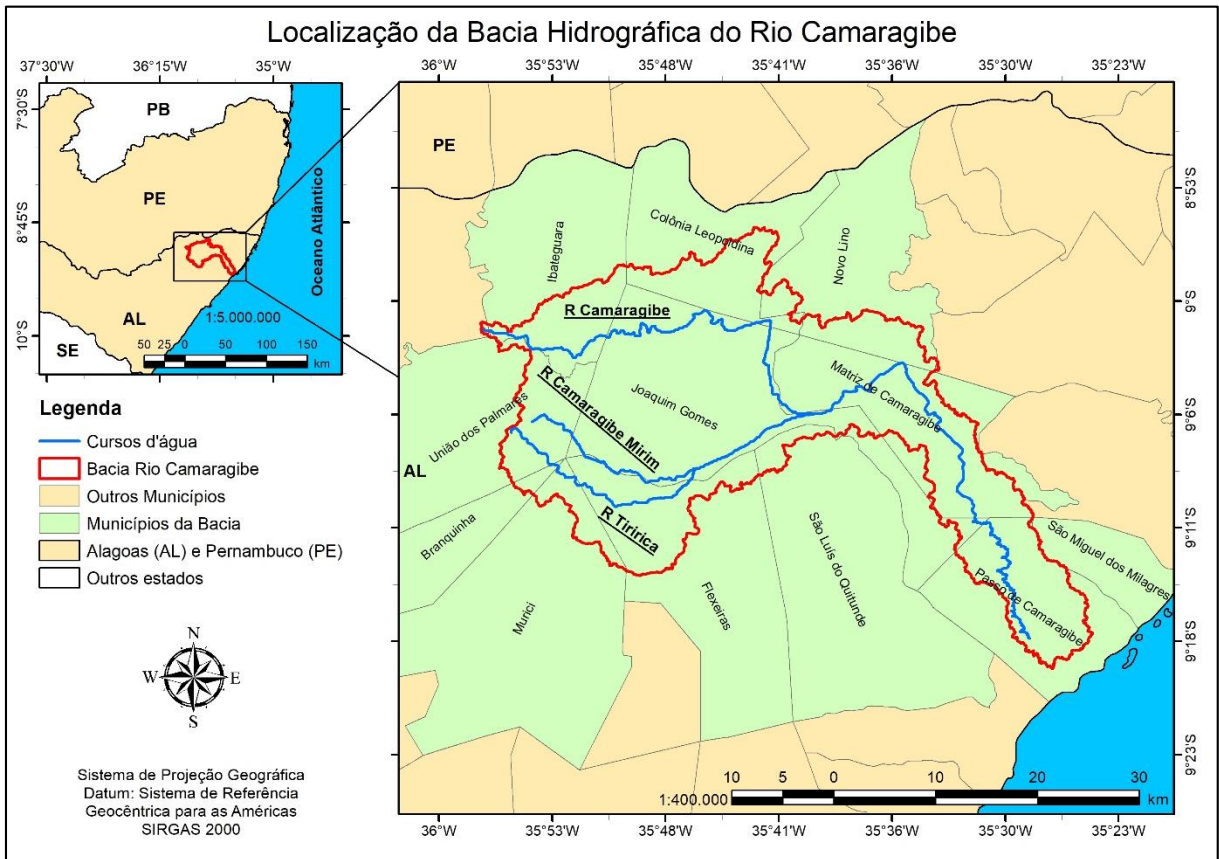 Localização da Bacia Hidrográfica do Rio Camaragibe
37°30'W 36°15'W 35°W
7°30'S
8°45'S
10°S
PB
PE
AL
SE
Oceano Atlântico
1:5.000.000
50 25 0 50 100 150
km
Legenda
Cursos d'água
Bacia Rio Camaragibe
Outros Municípios
Municípios da Bacia
Alagoas (AL) e Pernambuco (PE)
Outros estados
N
W E
S
Sistema de Projeção Geográfica
Datum: Sistema de Referência
Geocêntrica para as Américas
SIRGAS 2000
36°W 35°53'W 35°48'W 35°41'W 35°36'W 35°30'W 35°23'W
PE
Ibateguara
Colônia Leopoldina
Novo Lino
R Camaragibe
R Camaragibe Mirim
Joaquim Gomes
Matriz de Camaragibe
União dos Palmares
AL
R Tiririca
Branquinha
Murici
Flexeiras
São Luís do Quitunde
Passo de Camaragibe
São Miguel dos Milagres
8°53'S
9°S
9°6'S
9°11'S
9°18'S
9°23'S
10 5 0 10 20 30
1:400.000 km
36°W 35°53'W 35°48'W 35°41'W 35°36'W 35°30'W 35°23'W